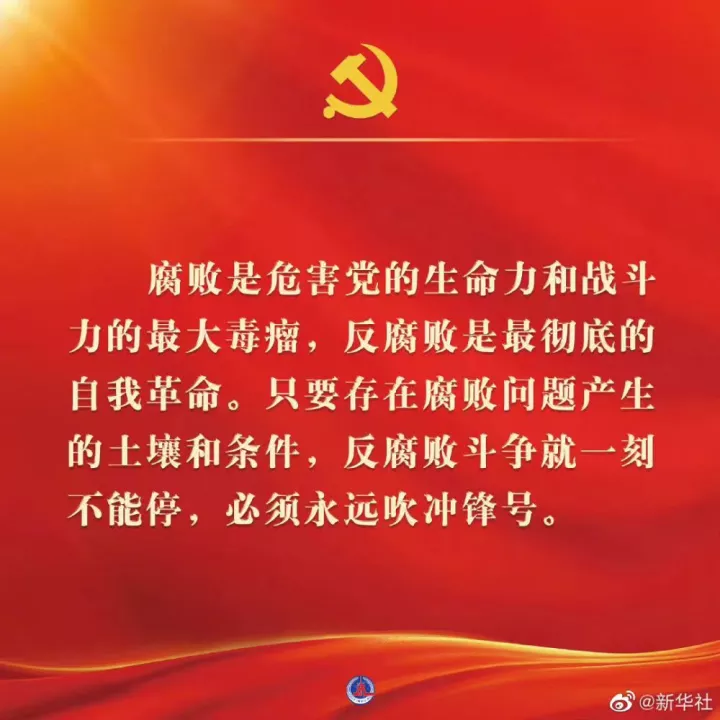 腐败是危害党的生命力和战斗
力的最大毒瘤，反腐败是最彻底的
自我革命。只要存在腐败问题产生
的土壤和条件，反腐败斗争就一刻
不能停，必须永远吹冲锋号。
@新华社